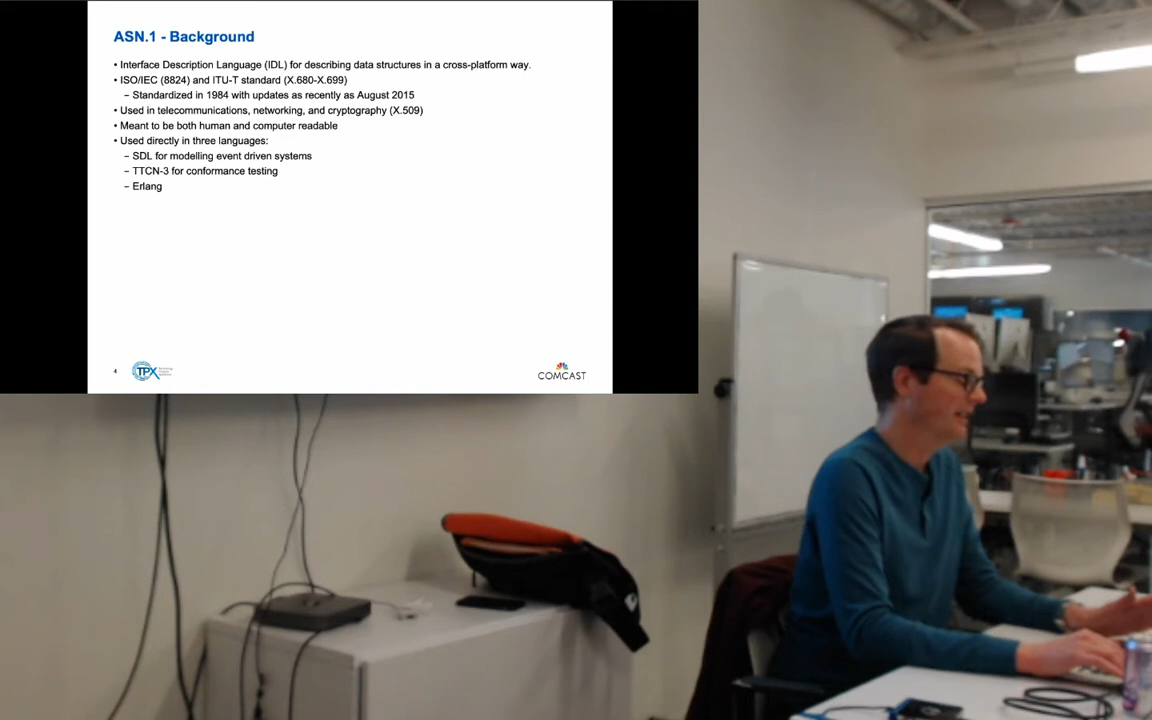 ASN.1 - Background
• Interface Description Language (IDL) for describing data structures in a cross-platform way.
• ISO/IEC (8824) and ITU-T standard (X.680-X.699)
– Standardized in 1984 with updates as recently as August 2015
• Used in telecommunications, networking, and cryptography (X.509)
• Meant to be both human and computer readable
• Used directly in three languages:
– SDL for modelling event driven systems
– TTCN-3 for conformance testing
– Erlang
4
TPX
COMCAST